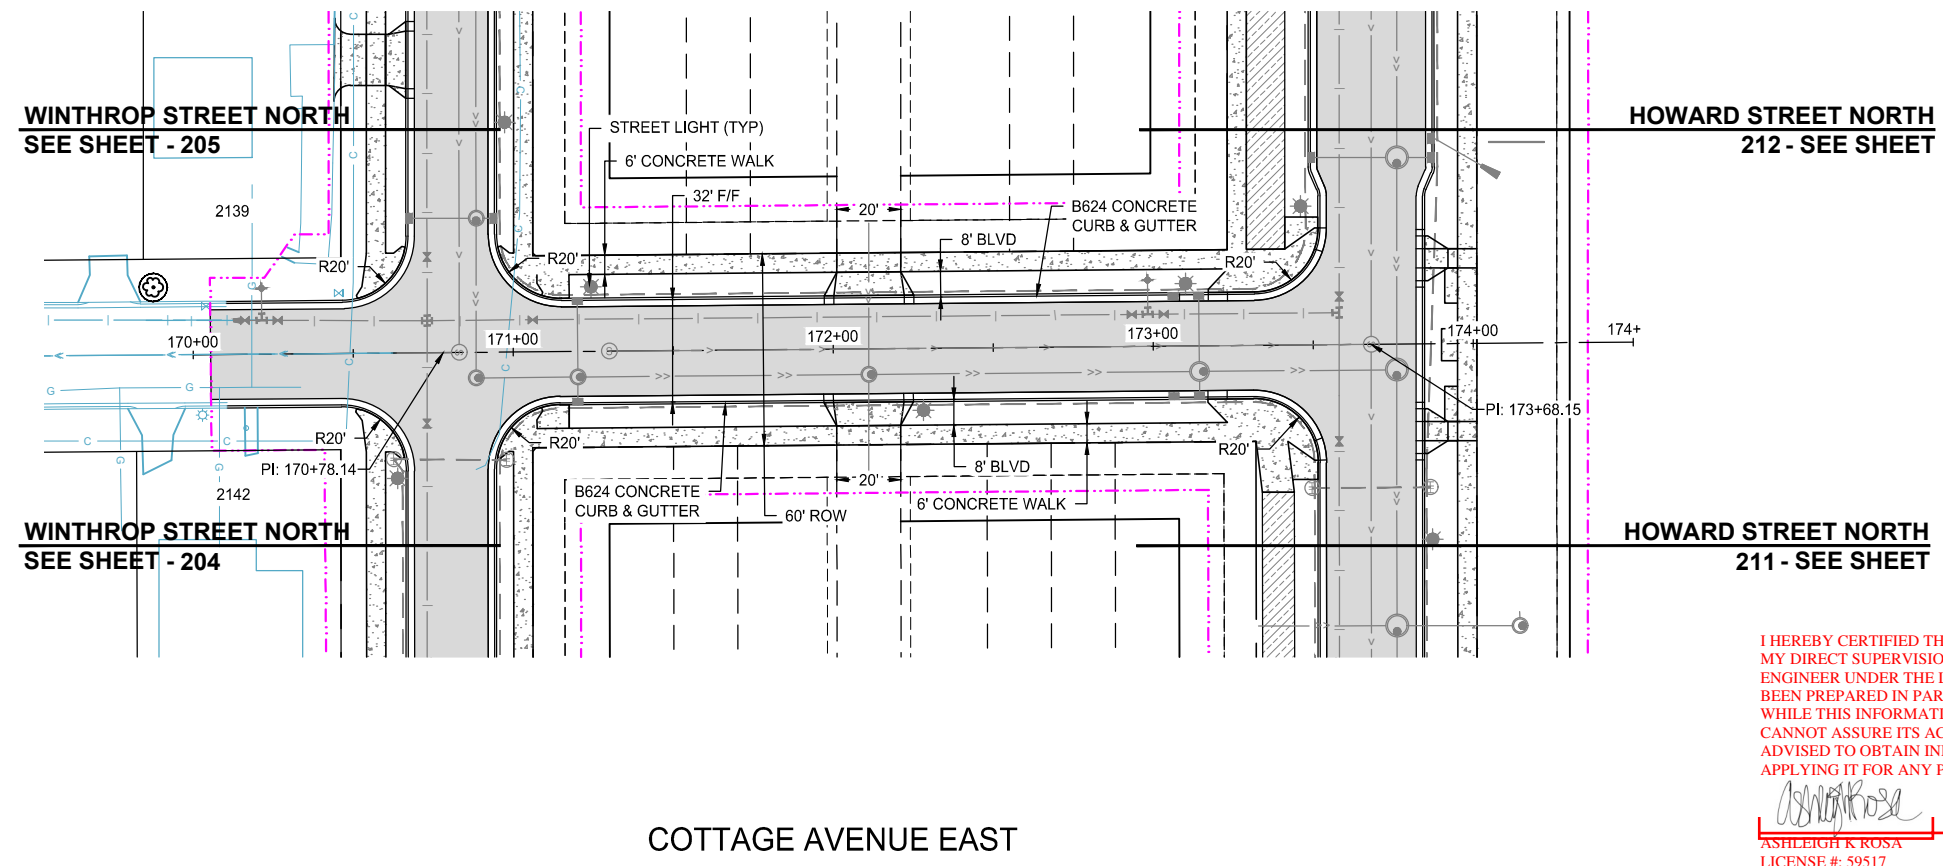 WINTHROP STREET NORTH
SEE SHEET - 205
HOWARD STREET NORTH
212 - SEE SHEET
STREET LIGHT (TYP)
6' CONCRETE WALK
32' F/F
2139
20'
B624 CONCRETE
CURB & GUTTER
8' BLVD
R20'
R20'
R20'
170+00
171+00
172+00
173+00
174+00
174+
R20'
R20'
R20'
PI: 170+78.14
PI: 173+68.15
2142
8' BLVD
20'
B624 CONCRETE
CURB & GUTTER
6' CONCRETE WALK
60' ROW
WINTHROP STREET NORTH
SEE SHEET - 204
HOWARD STREET NORTH
211 - SEE SHEET
I HEREBY CERTIFIED TH
MY DIRECT SUPERVISIO
ENGINEER UNDER THE L
BEEN PREPARED IN PAR
WHILE THIS INFORMATI
CANNOT ASSURE ITS AC
ADVISED TO OBTAIN IN
APPLYING IT FOR ANY P
Ashleigh Rosa
ASHLEIGH K ROSA
LICENSE #: 59517
COTTAGE AVENUE EAST